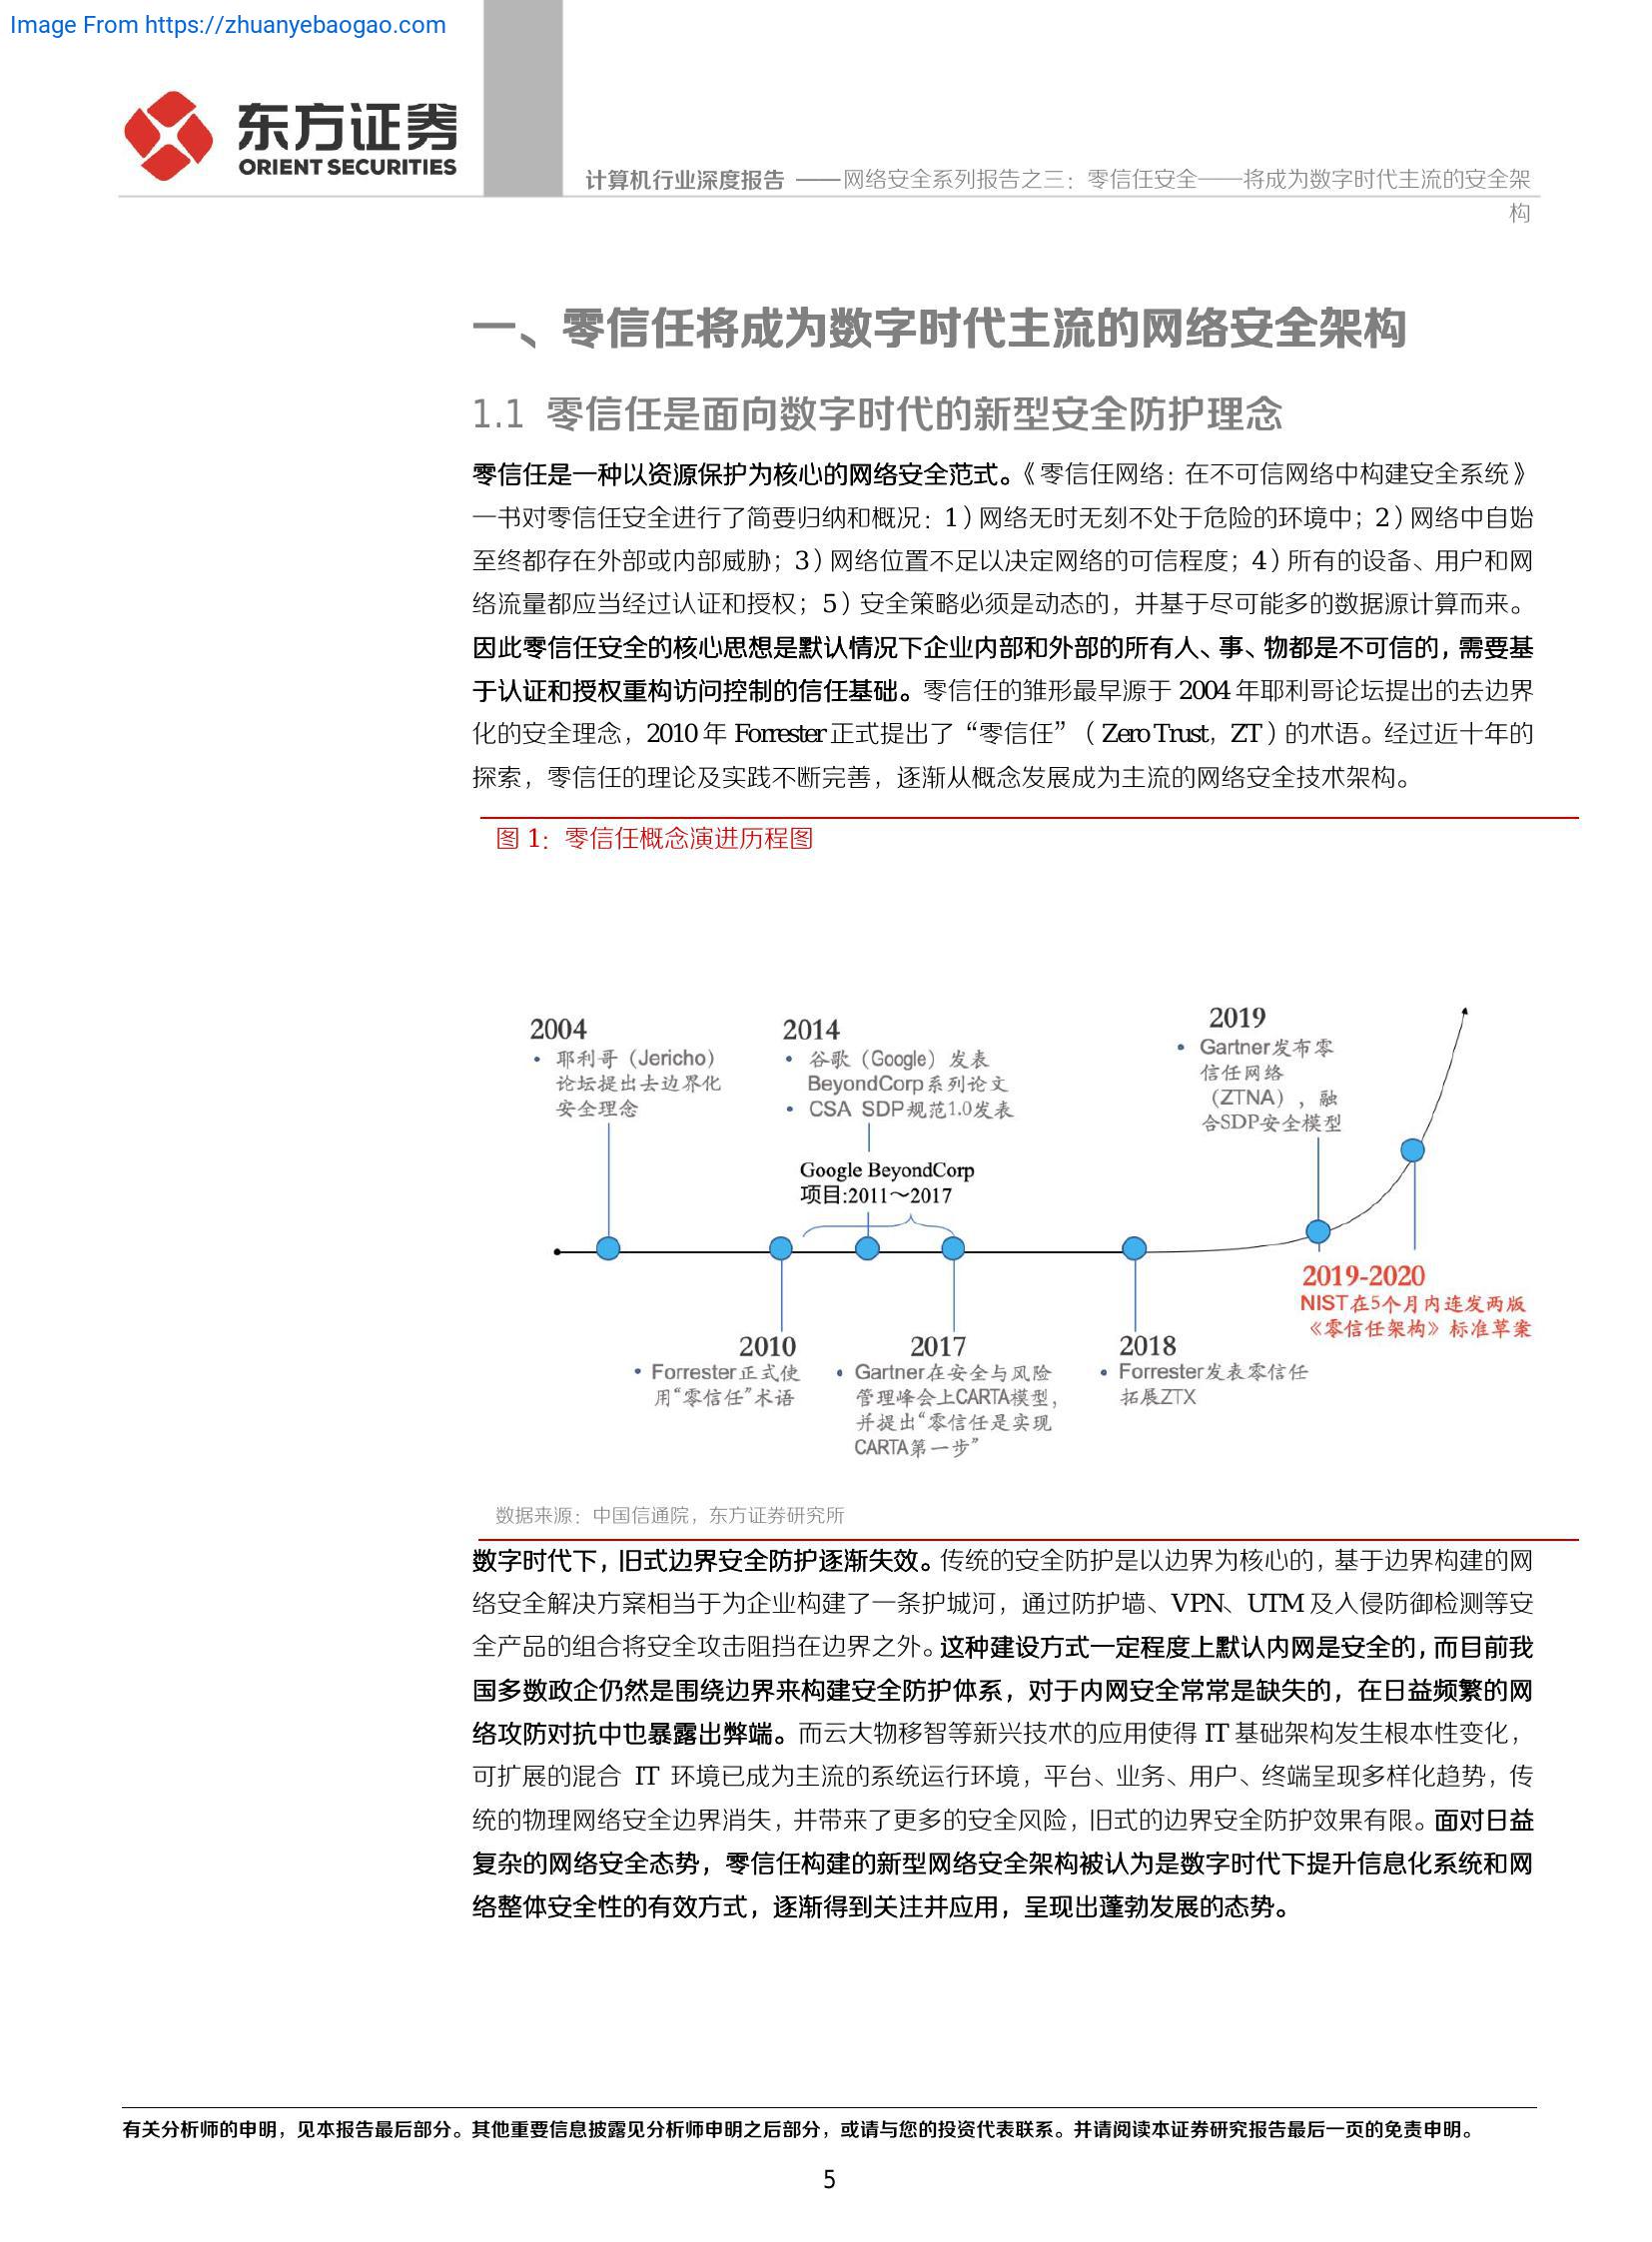 Image From https://zhuanyebaogao.com
东方证券
ORIENT SECURITIES
计算机行业深度报告 ——网络安全系列报告之三：零信任安全——将成为数字时代主流的安全架
构
一、零信任将成为数字时代主流的网络安全架构
1.1 零信任是面向数字时代的新型安全防护理念
零信任是一种以资源保护为核心的网络安全范式。《零信任网络：在不可信网络中构建安全系统》
一书对零信任安全进行了简要归纳和概况：1）网络无时无刻不处于危险的环境中；2）网络中自始
至终都存在外部或内部威胁；3）网络位置不足以决定网络的可信程度；4）所有的设备、用户和网
络流量都应当经过认证和授权；5）安全策略必须是动态的，并基于尽可能多的数据源计算而来。
因此零信任安全的核心思想是默认情况下企业内部和外部的所有人、事、物都是不可信的，需要基
于认证和授权重构访问控制的信任基础。零信任的雏形最早源于 2004 年耶利哥论坛提出的去边界
化的安全理念，2010 年 Forrester 正式提出了“零信任”（Zero Trust，ZT）的术语。经过近十年的
探索，零信任的理论及实践不断完善，逐渐从概念发展成为主流的网络安全技术架构。
图 1：零信任概念演进历程图
2004
• 耶利哥（Jericho）
论坛提出去边界化
安全理念
2014
• 谷歌（Google）发表
BeyondCorp系列论文
• CSA SDP规范1.0发表
Google BeyondCorp
项目:2011～2017
2019
• Gartner发布零
信任网络
（ZTNA），融
合SDP安全模型
2010
• Forrester正式使
用“零信任”术语
2017
• Gartner在安全与风险
管理峰会上CARTA模型，
并提出“零信任是实现
CARTA第一步”
2018
• Forrester发表零信任
拓展ZTX
2019-2020
NIST在5个月内连发两版
《零信任架构》标准草案
数据来源：中国信通院，东方证券研究所
数字时代下，旧式边界安全防护逐渐失效。传统的安全防护是以边界为核心的，基于边界构建的网
络安全解决方案相当于为企业构建了一条护城河，通过防护墙、VPN、UTM 及入侵防御检测等安
全产品的组合将安全攻击阻挡在边界之外。这种建设方式一定程度上默认内网是安全的，而目前我
国多数政企仍然是围绕边界来构建安全防护体系，对于内网安全常常是缺失的，在日益频繁的网
络攻防对抗中也暴露出弊端。而云大物移智等新兴技术的应用使得 IT 基础架构发生根本性变化，
可扩展的混合 IT 环境已成为主流的系统运行环境，平台、业务、用户、终端呈现多样化趋势，传
统的物理网络安全边界消失，并带来了更多的安全风险，旧式的边界安全防护效果有限。面对日益
复杂的网络安全态势，零信任构建的新型网络安全架构被认为是数字时代下提升信息化系统和网
络整体安全性的有效方式，逐渐得到关注并应用，呈现出蓬勃发展的态势。
有关分析师的申明，见本报告最后部分。其他重要信息披露见分析师申明之后部分，或请与您的投资代表联系。并请阅读本证券研究报告最后一页的免责申明。
5